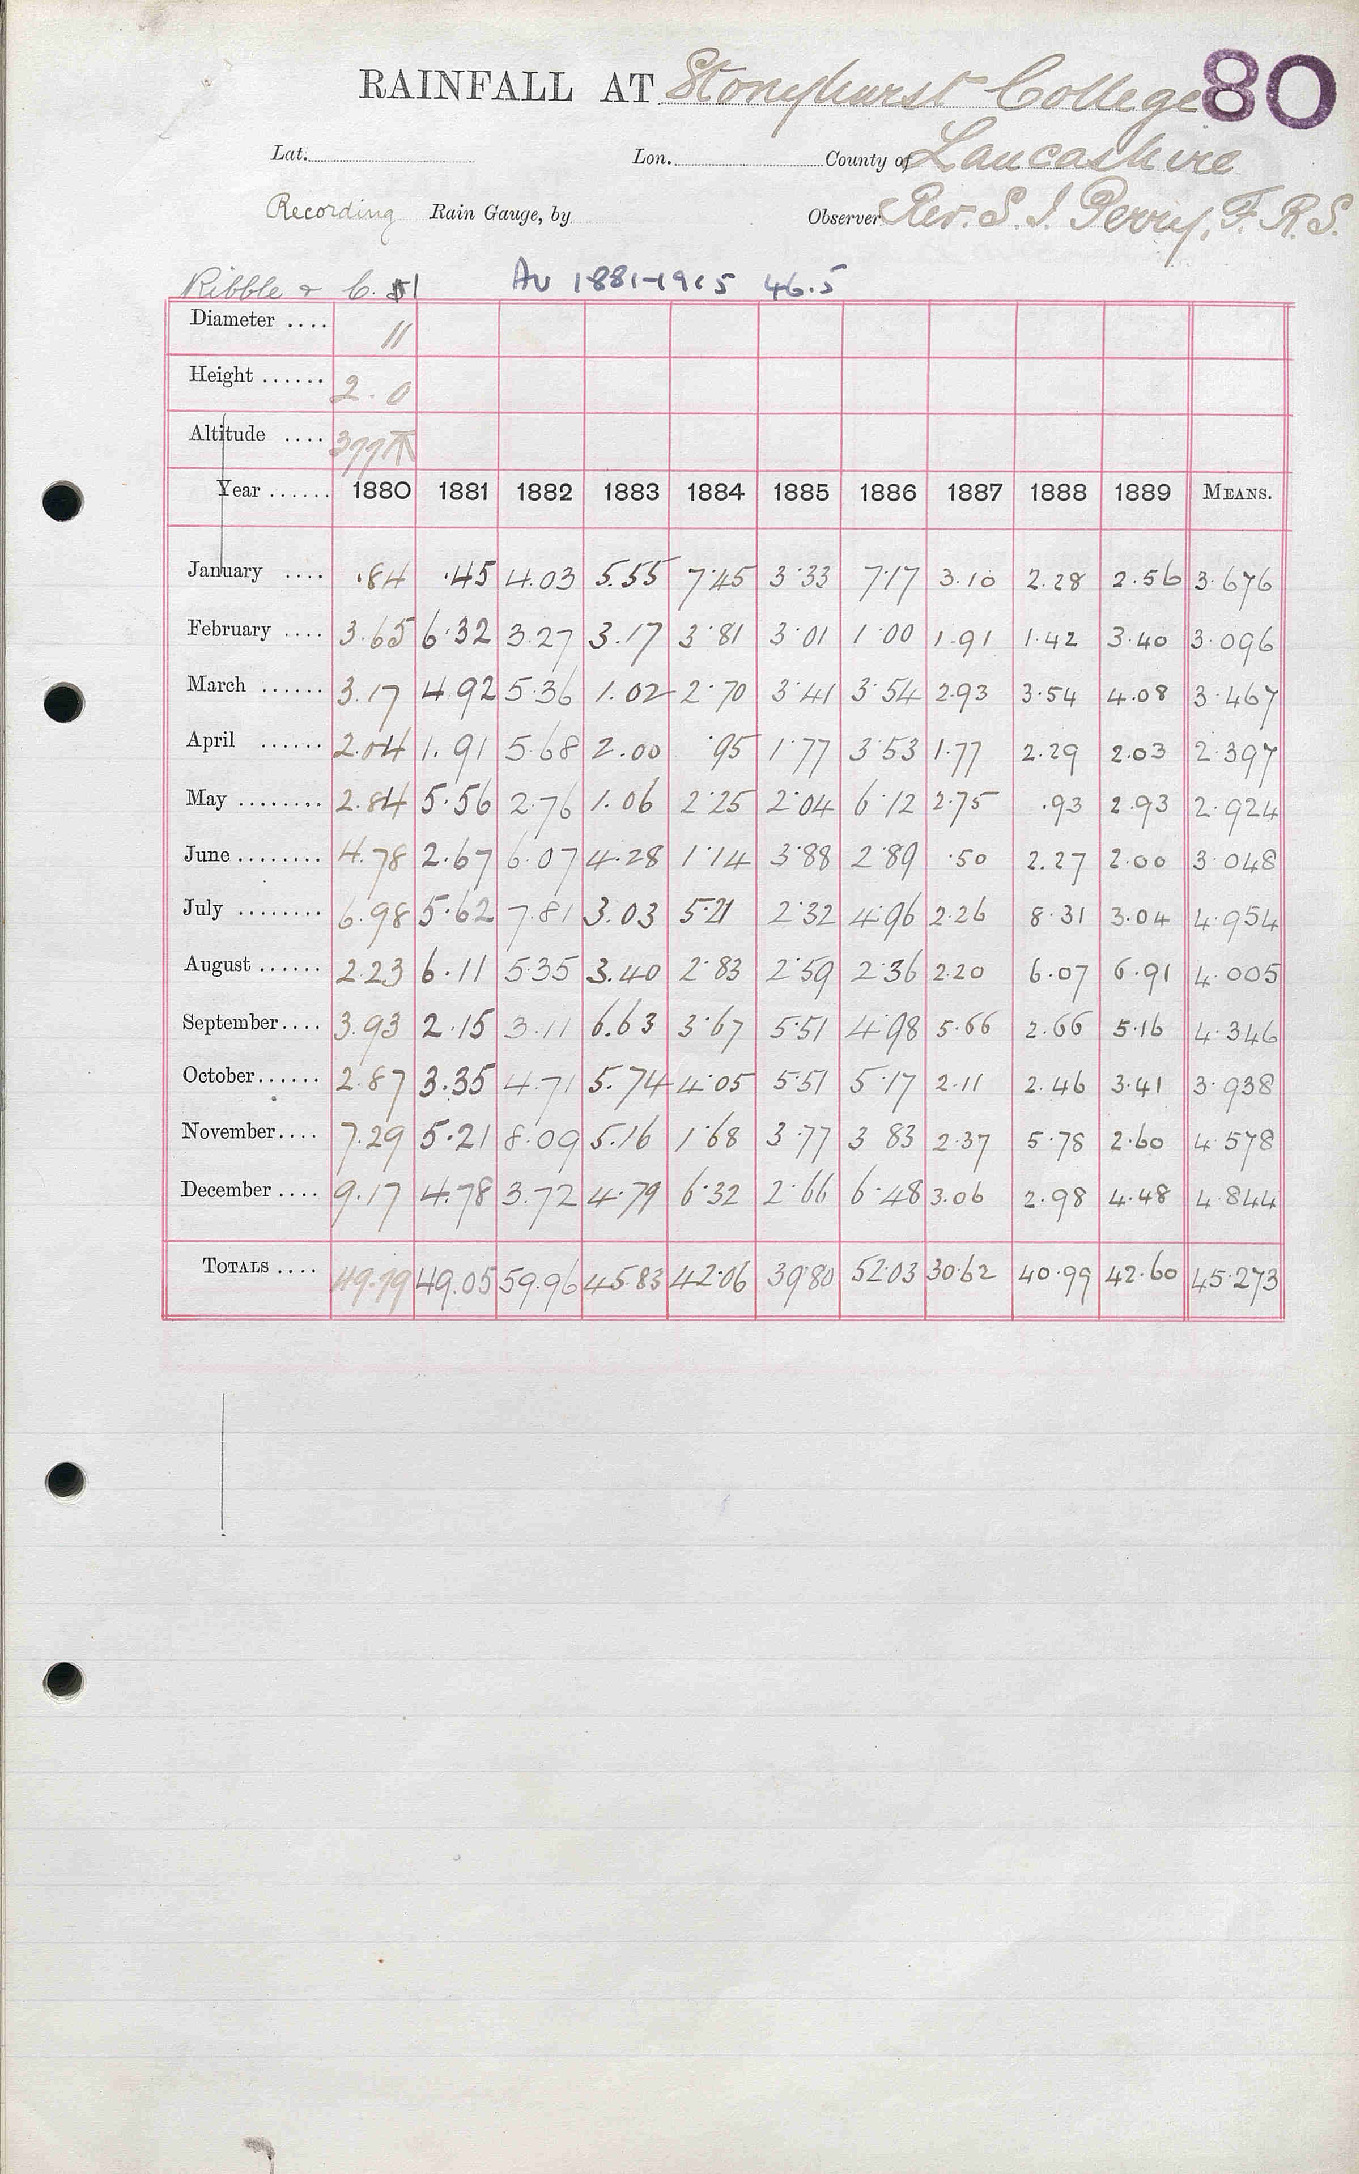 RAINFALL AT Stonyhurst College 80
Lat. Lon. County of Lancashire
Recording Rain Gauge, by Observer Rev. S. J. Perry, F.R.S.
Ribble & C. 51 Av 1881-1915 46.5
Diameter .... 11
Height ...... 2.0
Altitude .... 377
Year ...... 1880 1881 1882 1883 1884 1885 1886 1887 1888 1889 MEANS.
January .... .84 .45 4.03 5.55 7.45 3.33 7.17 3.10 2.28 2.56 3.676
February .... 3.65 6.32 3.27 3.17 3.81 3.01 1.00 1.91 1.42 3.40 3.096
March ...... 3.17 4.92 5.36 1.02 2.70 3.41 3.54 2.93 3.54 4.08 3.467
April ...... 2.04 1.91 5.68 2.00 .95 1.77 3.53 1.77 2.29 2.03 2.397
May ........ 2.84 5.56 2.76 1.06 2.25 2.04 6.12 2.75 .93 2.93 2.924
June ........ 4.78 2.67 6.07 4.28 1.14 3.88 2.89 .50 2.27 2.00 3.048
July ........ 6.98 5.62 7.81 3.03 5.21 2.32 4.96 2.26 8.31 3.04 4.954
August ...... 2.23 6.11 5.35 3.40 2.83 2.59 2.36 2.20 6.07 6.91 4.005
September.... 3.93 2.15 3.11 6.63 3.67 5.51 4.98 5.66 2.66 5.16 4.346
October...... 2.87 3.35 4.71 5.74 4.05 5.51 5.17 2.11 2.46 3.41 3.938
November.... 7.29 5.21 8.09 5.16 1.68 3.77 3 83 2.37 5.78 2.60 4.578
December .... 9.17 4.78 3.72 4.79 6.32 2.66 6.48 3.06 2.98 4.48 4.844
TOTALS .... 49.79 49.05 59.96 45.83 42.06 39.80 52.03 30.62 40.99 42.60 45.273